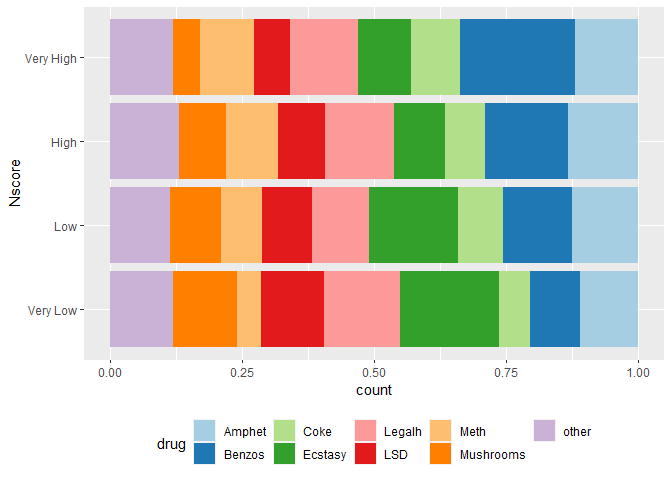 Very High
High
Low
Very Low
Nscore
0.00 0.25 0.50 0.75 1.00
count
drug
Amphet Coke Legalh Meth other
Benzos Ecstasy LSD Mushrooms